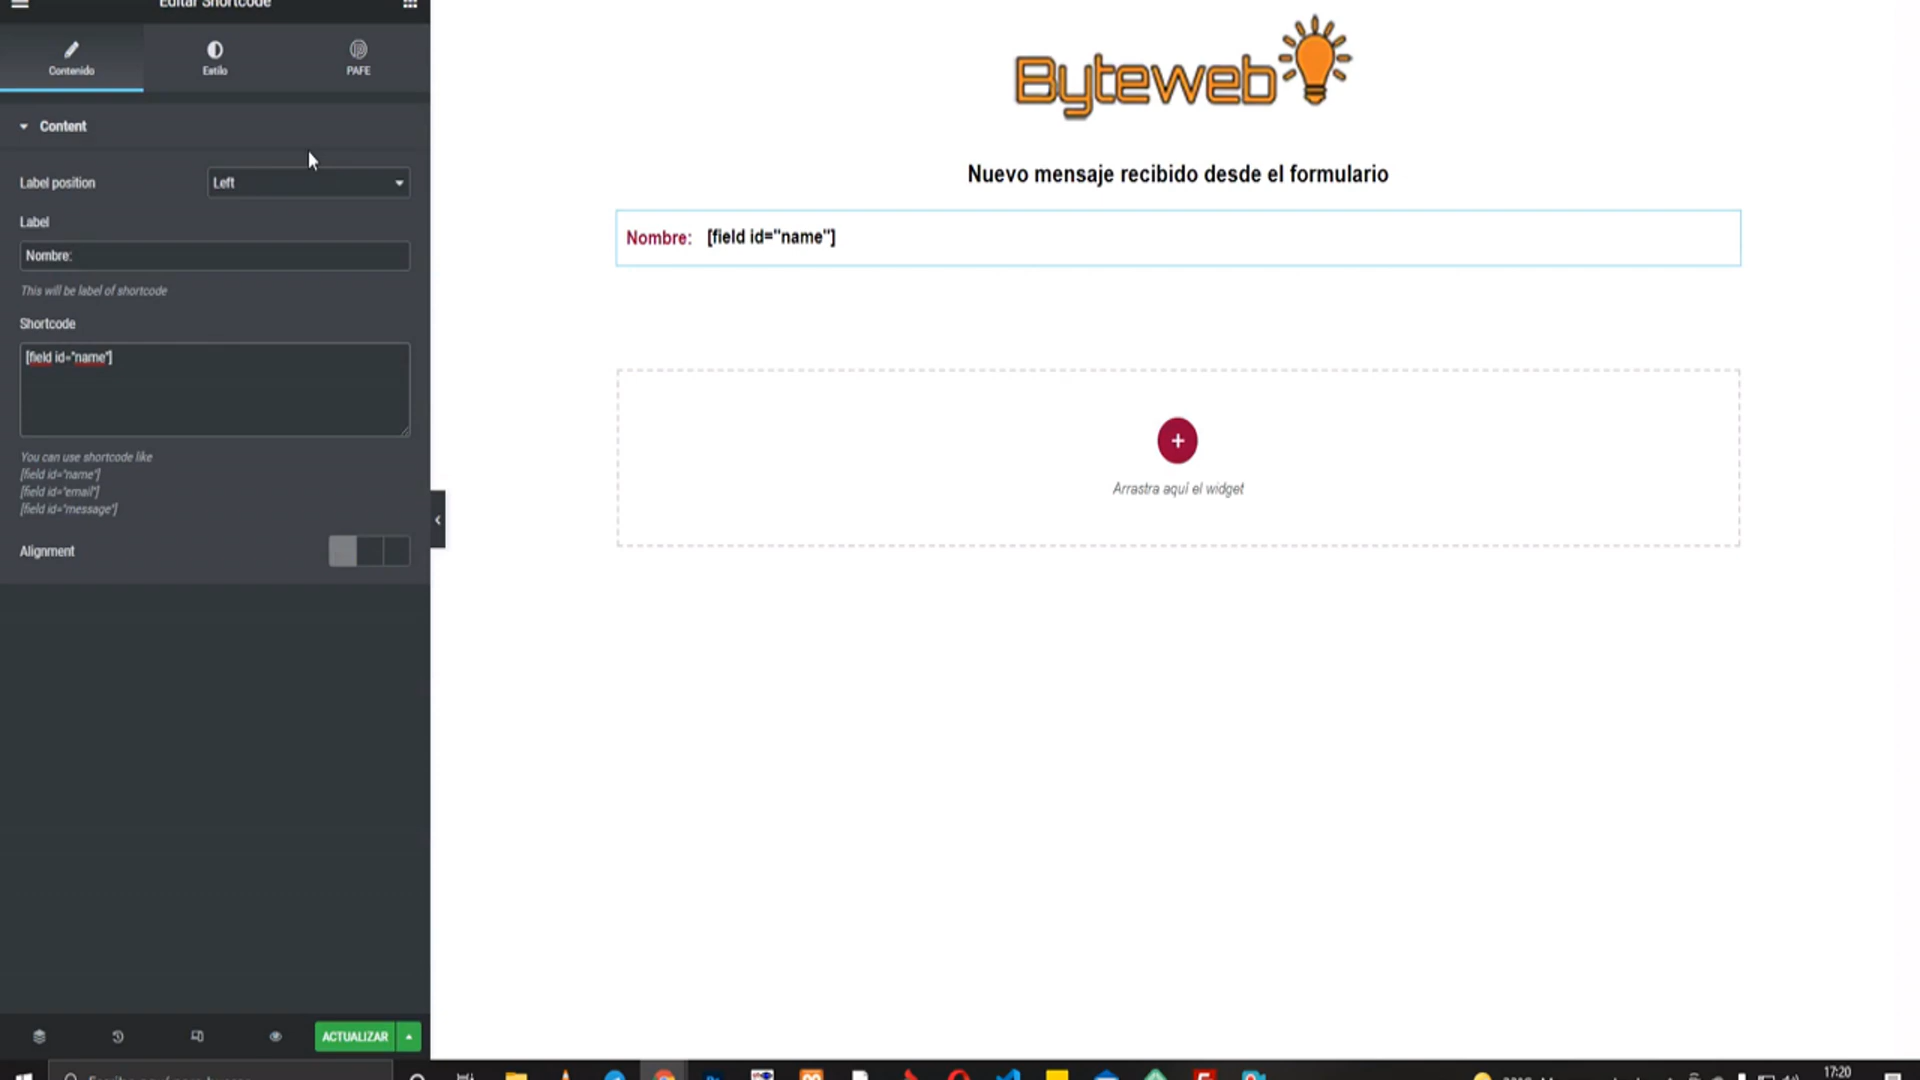 Editar Shortcode
Contenido
Estilo
PAFE
Content
Label position
Left
Label
Nombre:
This will be label of shortcode
Shortcode
[field id="name"]
You can use shortcode like
[field id="name"]
[field id="email"]
[field id="message"]
Alignment
ACTUALIZAR
Byteweb
Nuevo mensaje recibido desde el formulario
Nombre: [field id="name"]
+
Arrastra aquí el widget
17:20